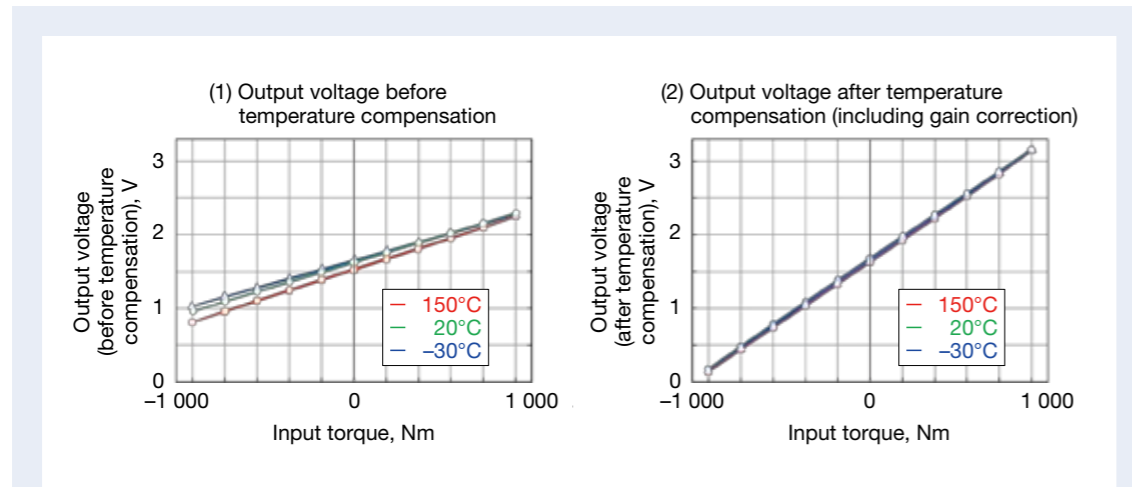 (1) Output voltage before
temperature compensation
Output voltage
(before temperature
compensation), V
3
2
1
0
–1 000
0
1 000
Input torque, Nm
150°C
20°C
–30°C
(2) Output voltage after temperature
compensation (including gain correction)
Output voltage
(after temperature
compensation), V
3
2
1
0
–1 000
0
1 000
Input torque, Nm
150°C
20°C
–30°C